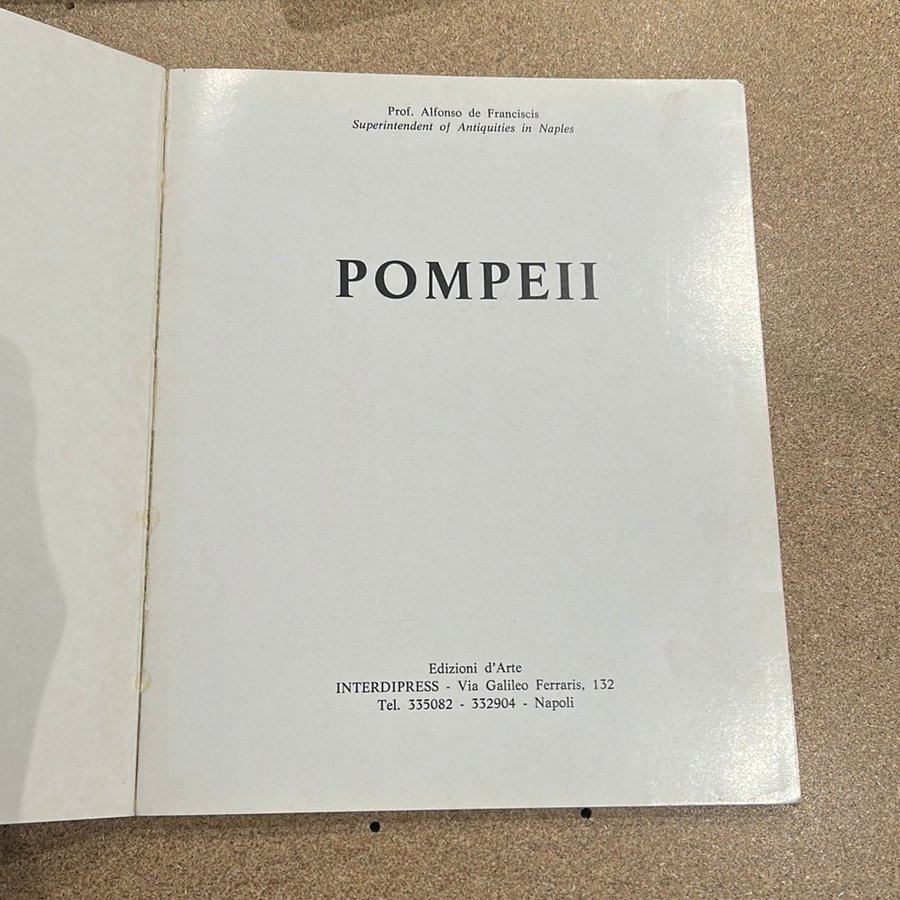 Prof. Alfonso de Franciscis
Superintendent of Antiquities in Naples
POMPEII
Edizioni d'Arte
INTERDIPRESS - Via Galileo Ferraris, 132
Tel. 335082 - 332904 - Napoli